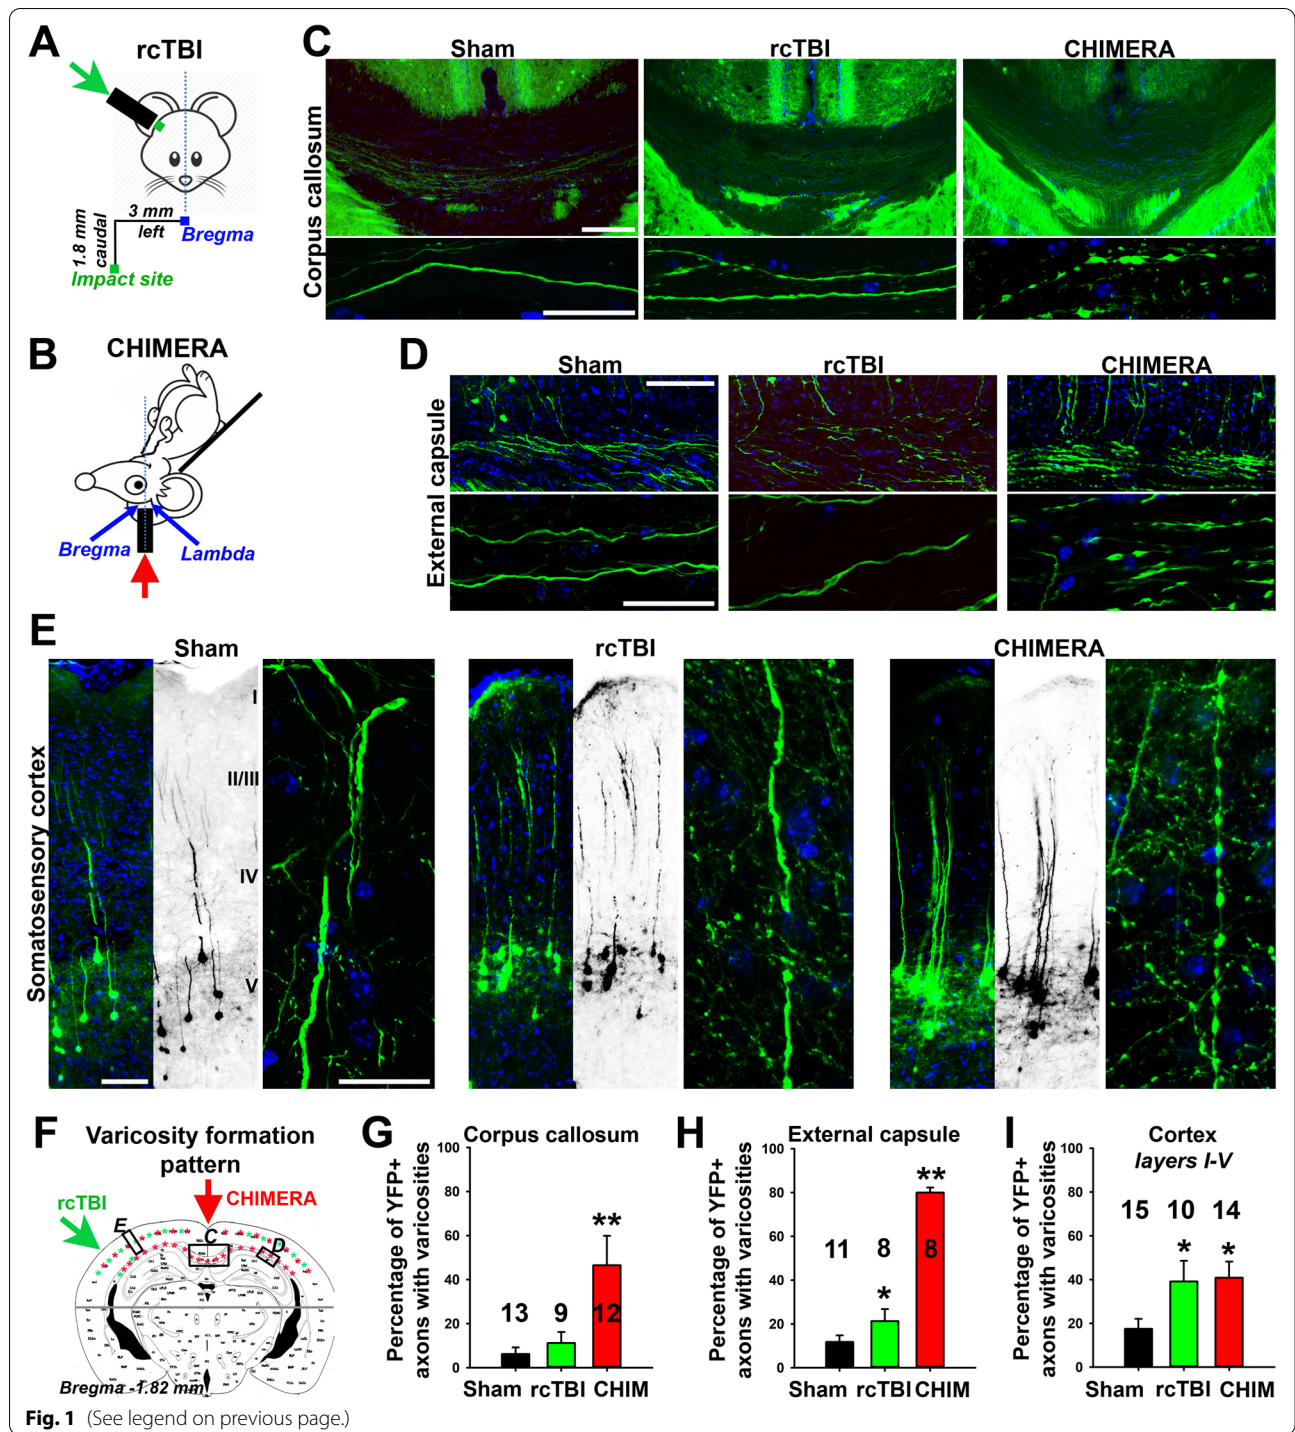 A
rcTBI
3 mm
left
Bregma
1.8 mm
caudal
Impact site
B
CHIMERA
Bregma
Lambda
C
Sham
rcTBI
CHIMERA
Corpus callosum
D
Sham
rcTBI
CHIMERA
External capsule
E
Sham
rcTBI
CHIMERA
Somatosensory cortex
I
II/III
IV
V
F
Varicosity formation
pattern
rcTBI
CHIMERA
E
C
D
Bregma -1.82 mm
G
Corpus callosum
Percentage of YFP+
axons with varicosities
100
80
60
40
20
0
13
9
12
**
Sham
rcTBI
CHIM
H
External capsule
Percentage of YFP+
axons with varicosities
100
80
60
40
20
0
11
8
8
*
**
Sham
rcTBI
CHIM
I
Cortex
layers I-V
Percentage of YFP+
axons with varicosities
100
80
60
40
20
0
15
10
14
*
*
Sham
rcTBI
CHIM
Fig. 1 (See legend on previous page.)